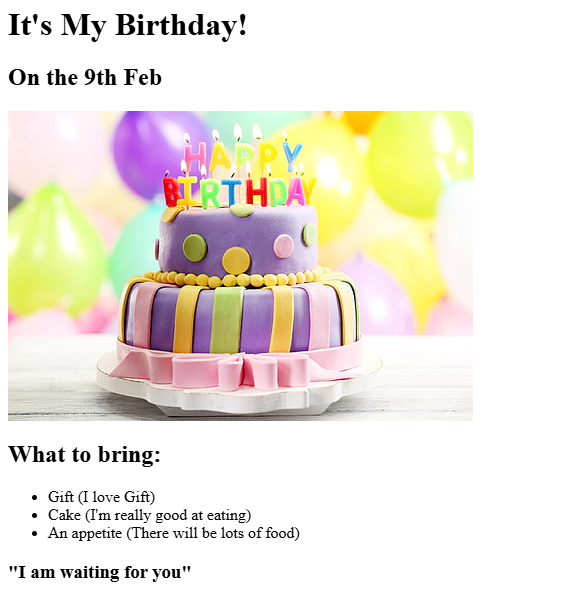 It's My Birthday!
On the 9th Feb
HAPPY
BIRTHDAY
What to bring:
Gift (I love Gift)
Cake (I'm really good at eating)
An appetite (There will be lots of food)
"I am waiting for you"